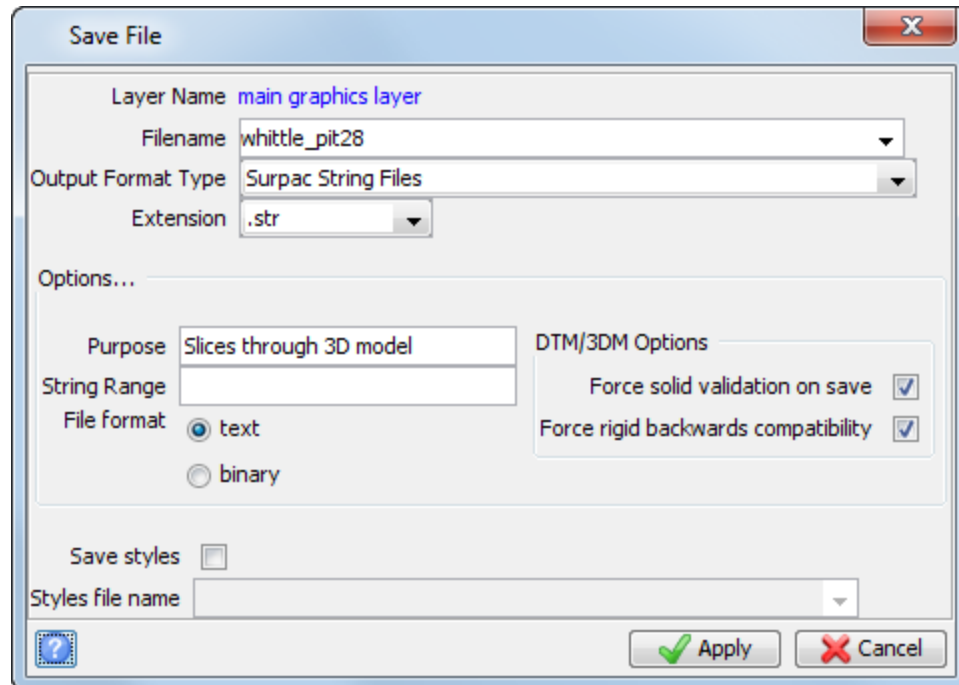 Save File
Layer Name main graphics layer
Filename whittle_pit28
Output Format Type Surpac String Files
Extension .str
Options...
Purpose Slices through 3D model
DTM/3DM Options
String Range
Force solid validation on save
File format text
Force rigid backwards compatibility
binary
Save styles
Styles file name
? Apply Cancel